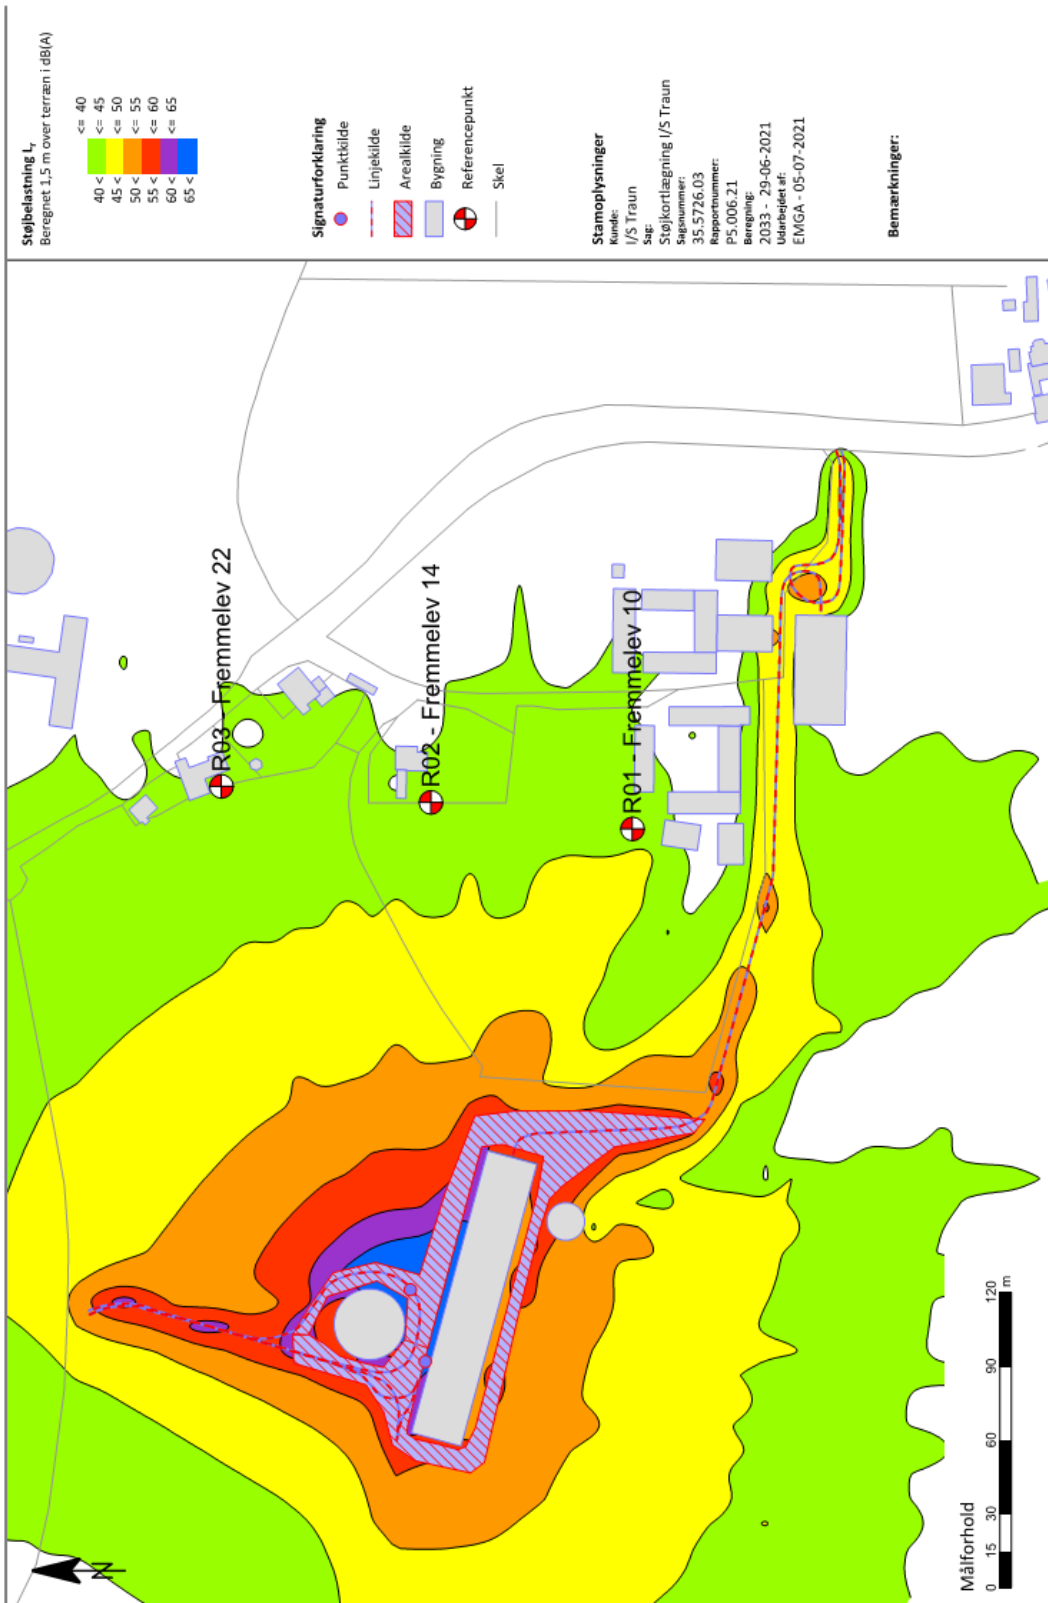 Støjbelastning Lr
Beregnet 1,5 m over terræn i dB(A)
<= 40
40 < <= 45
45 < <= 50
50 < <= 55
55 < <= 60
60 < <= 65
65 <
Signaturforklaring
Punktkilde
Linjekilde
Arealkilde
Bygning
Referencepunkt
Skel
Stamoplysninger
Kunde:
I/S Traun
Sag:
Støjkortlægning I/S Traun
Sagsnummer:
35.5726.03
Rapportnummer:
P5.006.21
Beregning:
2033 - 29-06-2021
Udarbejdet af:
EMGA - 05-07-2021
Bemærkninger:
R03 - Fremmelev 22
R02 - Fremmelev 14
R01 - Fremmelev 10
N
Målforhold
0 15 30 60 90 120
m